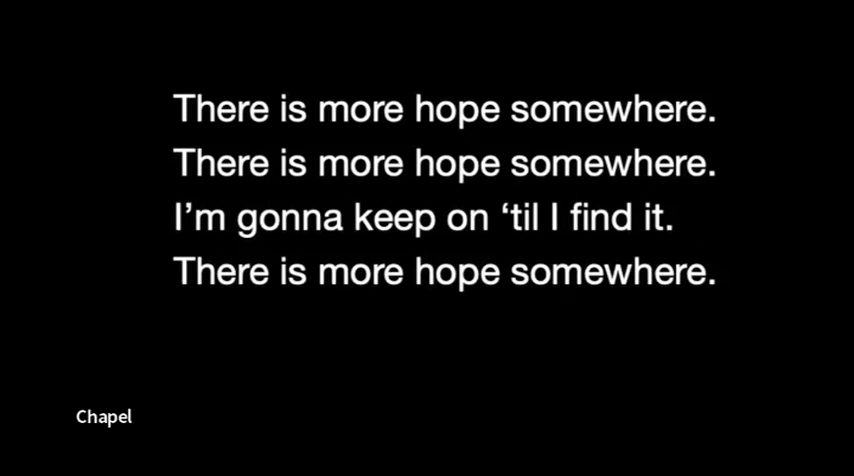 There is more hope somewhere.
There is more hope somewhere.
I’m gonna keep on ‘til I find it.
There is more hope somewhere.
Chapel